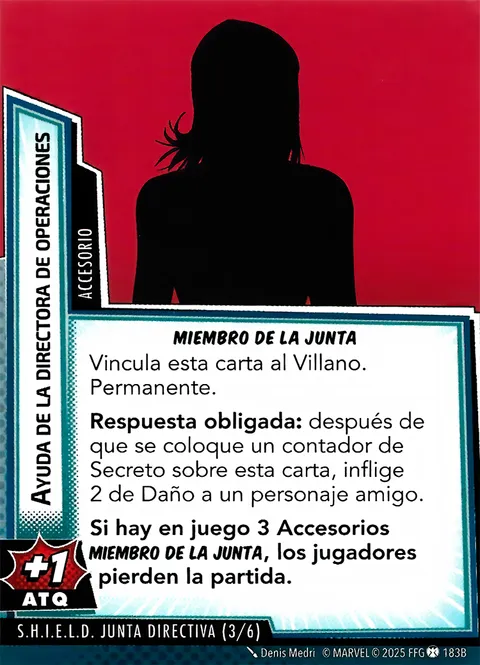 AYUDA DE LA DIRECTORA DE OPERACIONES
ACCESORIO
MIEMBRO DE LA JUNTA
Vincula esta carta al Villano.
Permanente.
Respuesta obligada: después de
que se coloque un contador de
Secreto sobre esta carta, inflige
2 de Daño a un personaje amigo.
Si hay en juego 3 Accesorios
MIEMBRO DE LA JUNTA, los jugadores
pierden la partida.
+1
ATQ
S.H.I.E.L.D. JUNTA DIRECTIVA (3/6)
Denis Medri © MARVEL © 2025 FFG 183B